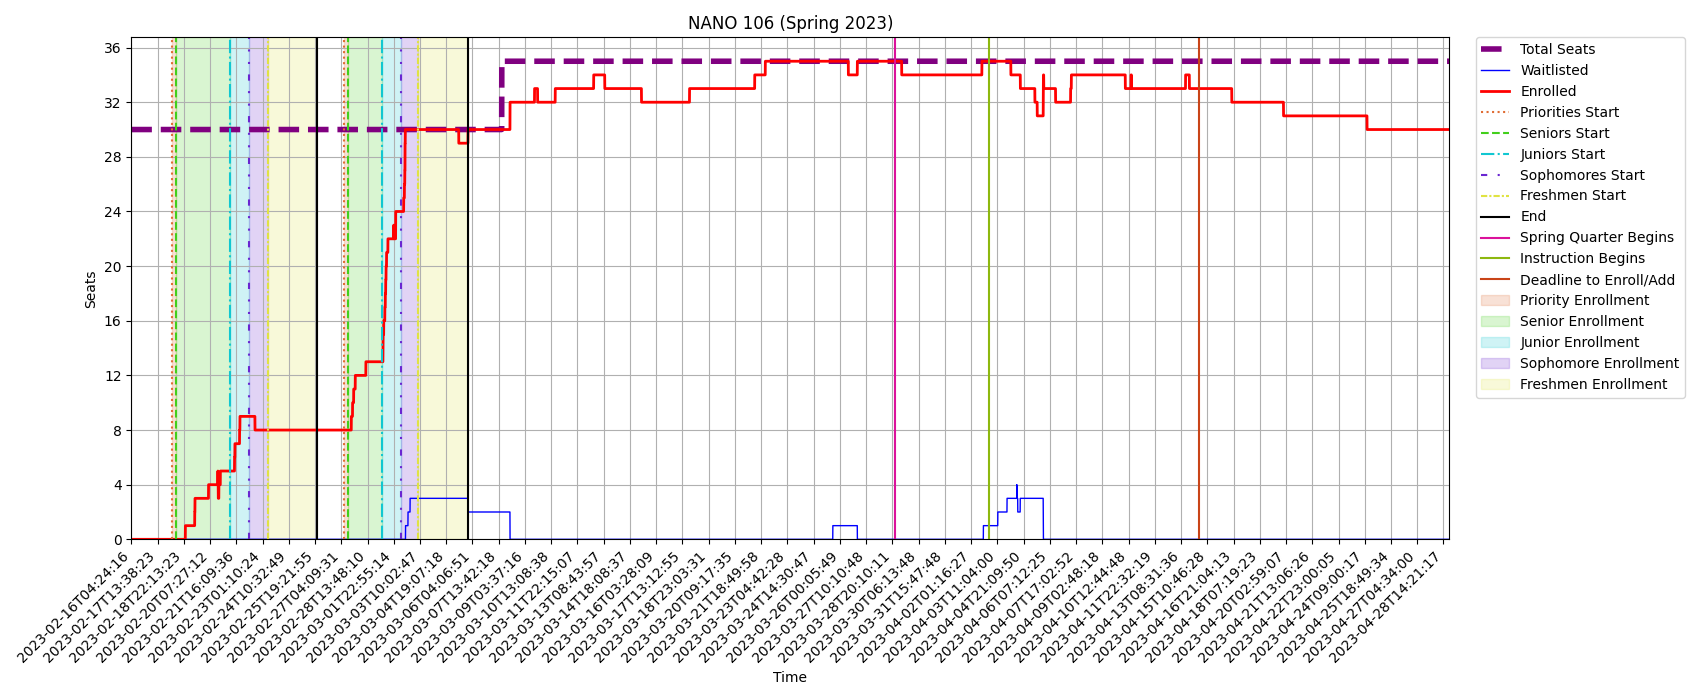 NANO 106 (Spring 2023)
36
32
28
24
20
16
12
8
4
0
Seats
2023-02-16T04:24:16
2023-02-17T13:38:23
2023-02-18T22:13:23
2023-02-20T07:27:12
2023-02-21T16:09:36
2023-02-23T01:10:24
2023-02-24T10:32:49
2023-02-25T19:21:55
2023-02-27T04:09:31
2023-02-28T13:48:10
2023-03-01T22:55:14
2023-03-03T10:02:47
2023-03-04T19:07:18
2023-03-06T04:06:51
2023-03-07T13:42:18
2023-03-09T03:37:16
2023-03-10T13:08:38
2023-03-11T22:15:07
2023-03-13T08:43:57
2023-03-14T18:08:37
2023-03-16T03:28:09
2023-03-17T13:12:55
2023-03-18T23:03:31
2023-03-20T09:17:35
2023-03-21T18:49:58
2023-03-23T04:42:28
2023-03-24T14:30:47
2023-03-26T00:05:49
2023-03-27T10:10:48
2023-03-28T20:10:11
2023-03-30T06:13:48
2023-03-31T15:47:48
2023-04-02T01:16:27
2023-04-03T11:04:00
2023-04-04T21:09:50
2023-04-06T07:12:25
2023-04-07T17:02:52
2023-04-09T02:48:18
2023-04-10T12:44:48
2023-04-11T22:32:19
2023-04-13T08:31:36
2023-04-15T10:46:28
2023-04-16T21:04:13
2023-04-18T07:19:23
2023-04-20T02:59:07
2023-04-21T13:06:26
2023-04-22T23:00:05
2023-04-24T09:00:17
2023-04-25T18:49:34
2023-04-27T04:34:00
2023-04-28T14:21:17
Time
Total Seats
Waitlisted
Enrolled
Priorities Start
Seniors Start
Juniors Start
Sophomores Start
Freshmen Start
End
Spring Quarter Begins
Instruction Begins
Deadline to Enroll/Add
Priority Enrollment
Senior Enrollment
Junior Enrollment
Sophomore Enrollment
Freshmen Enrollment